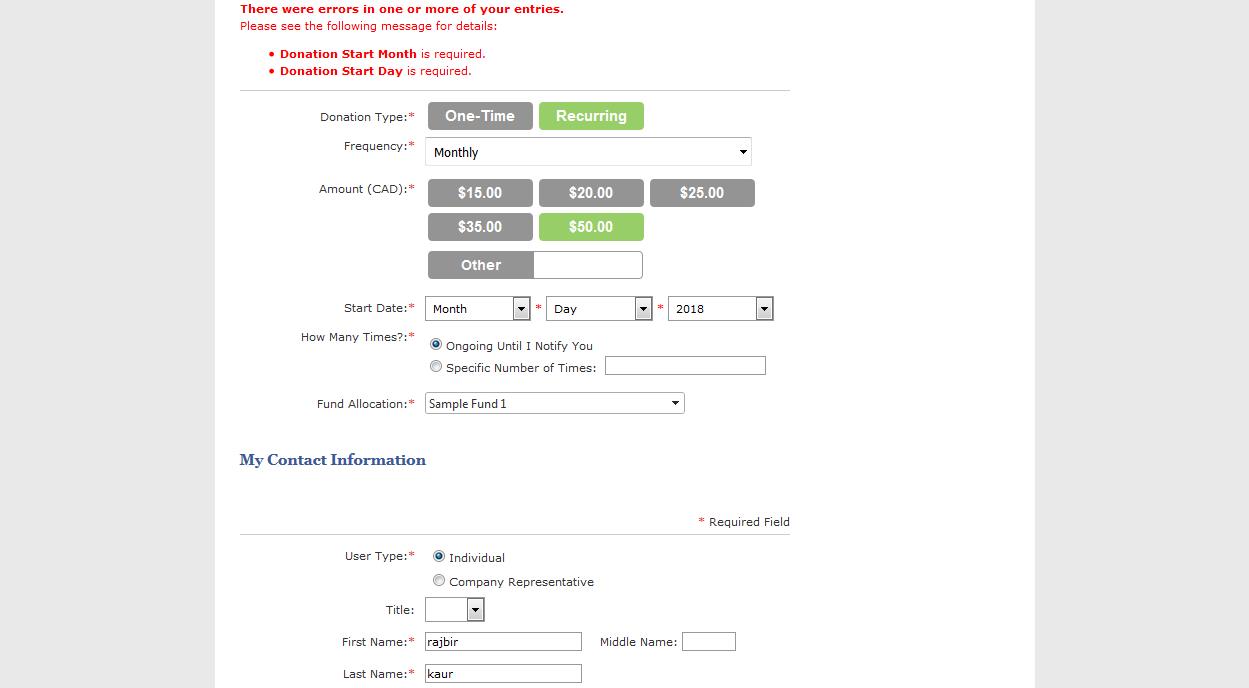 There were errors in one or more of your entries.
Please see the following message for details:
• Donation Start Month is required.
• Donation Start Day is required.
Donation Type:* One-Time Recurring
Frequency:* Monthly
Amount (CAD):* $15.00 $20.00 $25.00
$35.00 $50.00
Other
Start Date:* Month * Day * 2018
How Many Times?:* Ongoing Until I Notify You
Specific Number of Times:
Fund Allocation:* Sample Fund 1
My Contact Information
* Required Field
User Type:* Individual
Company Representative
Title:
First Name:* rajbir Middle Name:
Last Name:* kaur